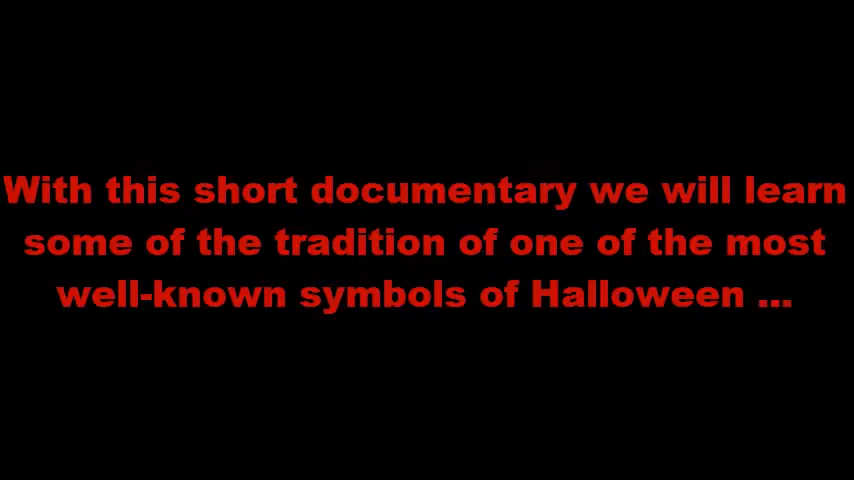 With this short documentary we will learn
some of the tradition of one of the most
well-known symbols of Halloween ...